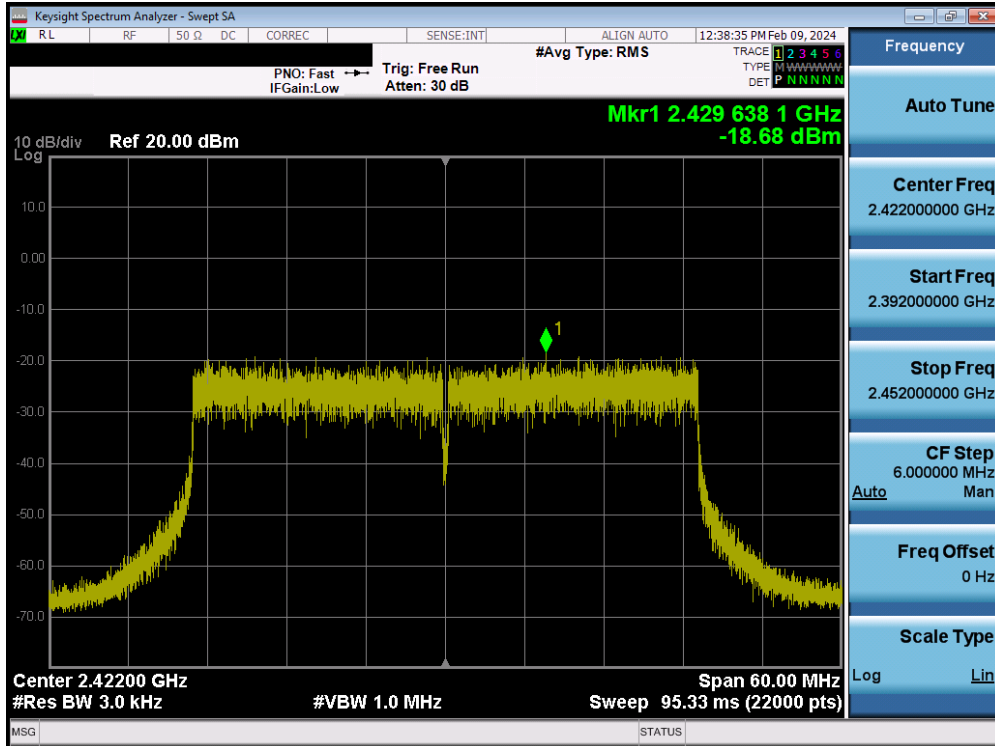 Keysight Spectrum Analyzer - Swept SA
LXI RL RF 50 Ω DC CORREC SENSE:INT ALIGN AUTO 12:38:35 PM Feb 09, 2024
#Avg Type: RMS
TRACE 1 2 3 4 5 6
TYPE M W W W W W
DET P N N N N N
PNO: Fast
IFGain:Low
Trig: Free Run
Atten: 30 dB
Mkr1 2.429 638 1 GHz
-18.68 dBm
10 dB/div Ref 20.00 dBm
Log
10.0
0.00
-10.0
1
-20.0
-30.0
-40.0
-50.0
-60.0
-70.0
Center 2.42200 GHz Span 60.00 MHz
#Res BW 3.0 kHz #VBW 1.0 MHz Sweep 95.33 ms (22000 pts)
MSG STATUS
Frequency
Auto Tune
Center Freq
2.422000000 GHz
Start Freq
2.392000000 GHz
Stop Freq
2.452000000 GHz
CF Step
6.000000 MHz
Auto Man
Freq Offset
0 Hz
Scale Type
Log Lin